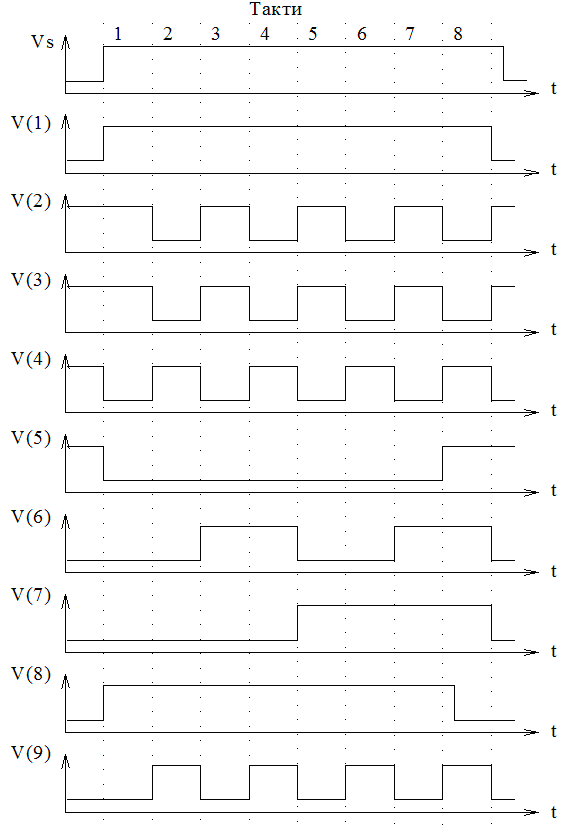 Такти
1 2 3 4 5 6 7 8
Vs
t
V(1)
t
V(2)
t
V(3)
t
V(4)
t
V(5)
t
V(6)
t
V(7)
t
V(8)
t
V(9)
t